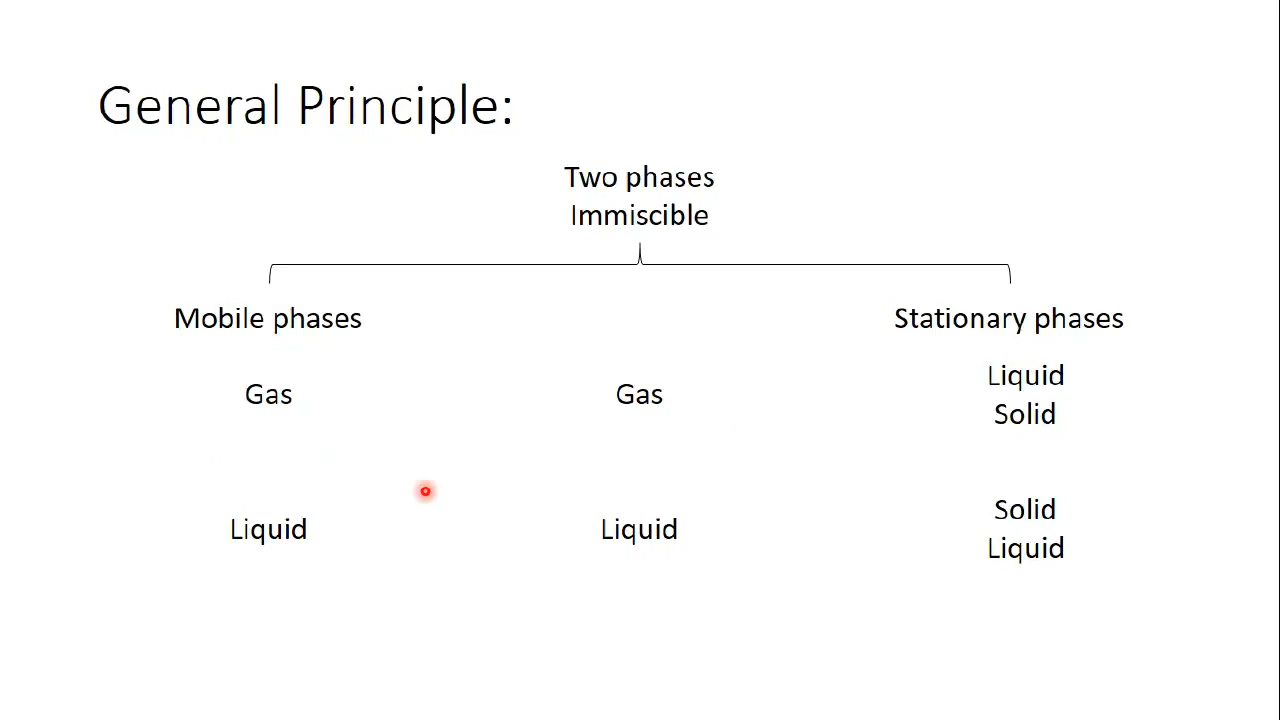 General Principle:
Two phases
Immiscible
Mobile phases
Stationary phases
Gas
Gas
Liquid
Solid
Liquid
Liquid
Solid
Liquid